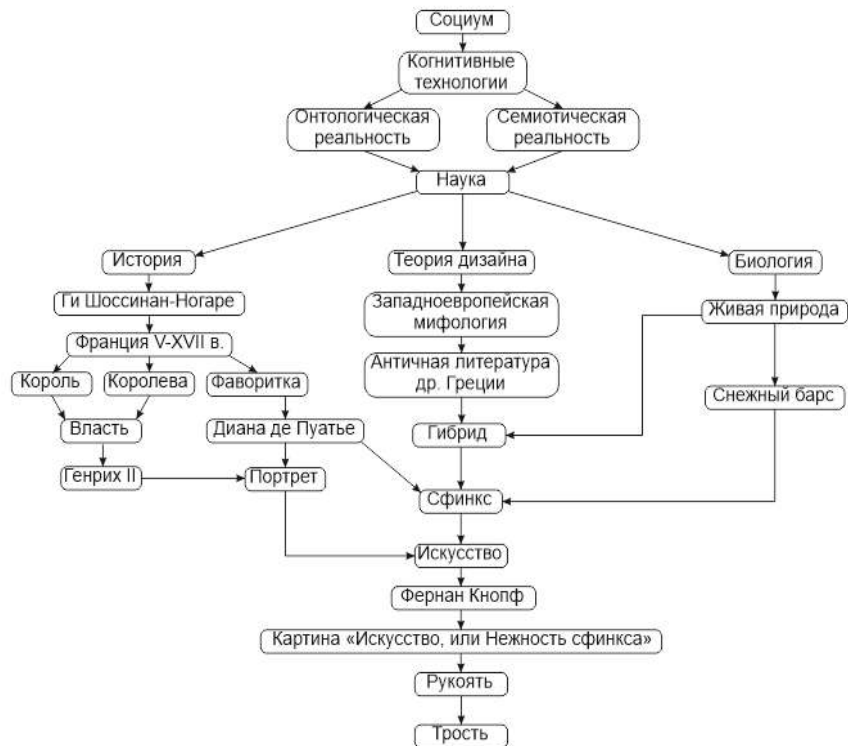 Социум
Когнитивные
технологии
Онтологическая
реальность
Семиотическая
реальность
Наука
История
Теория дизайна
Биология
Ги Шоссинан-Ногаре
Западноевропейская
мифология
Живая природа
Франция V-XVII в.
Король
Королева
Фаворитка
Античная литература
др. Греции
Снежный барс
Власть
Диана де Пуатье
Гибрид
Генрих II
Портрет
Сфинкс
Искусство
Фернан Кнопф
Картина «Искусство, или Нежность сфинкса»
Рукоять
Трость